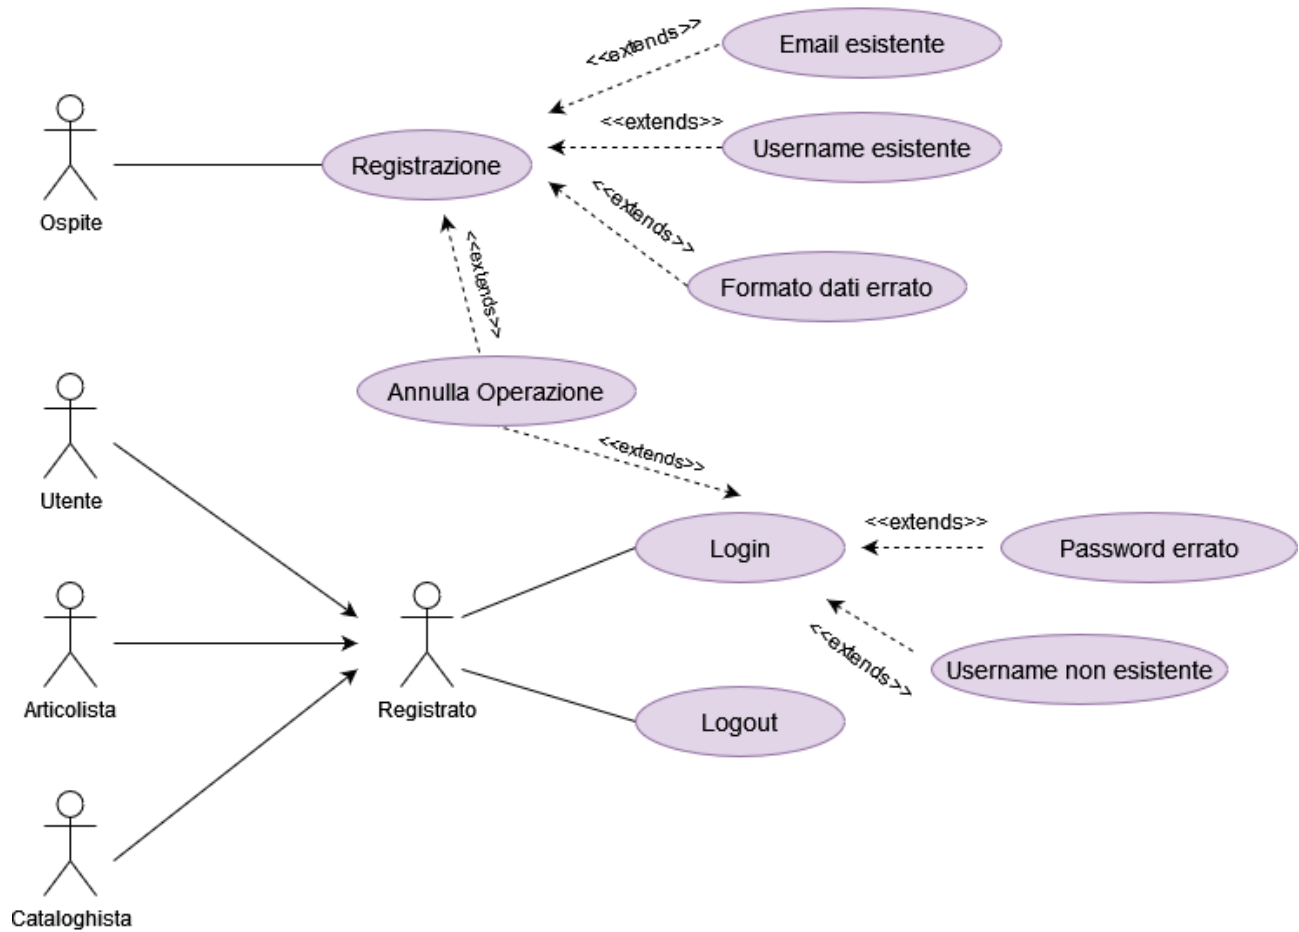 <<extends>>
Email esistente
<<extends>>
Username esistente
Registrazione
<<extends>>
Ospite
<<extends>>
Formato dati errato
Annulla Operazione
<<extends>>
Utente
<<extends>>
Login
Password errato
<<extends>>
Username non esistente
Articolista
Registrato
Logout
Cataloghista